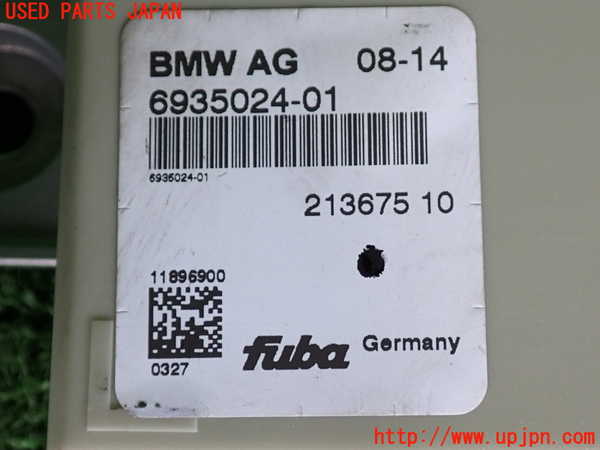 USED PARTS JAPAN
BMW AG 08-14
6935024-01
6935024-01
213675 10
11896900
0327
fuba Germany
http://www.upjpn.com/